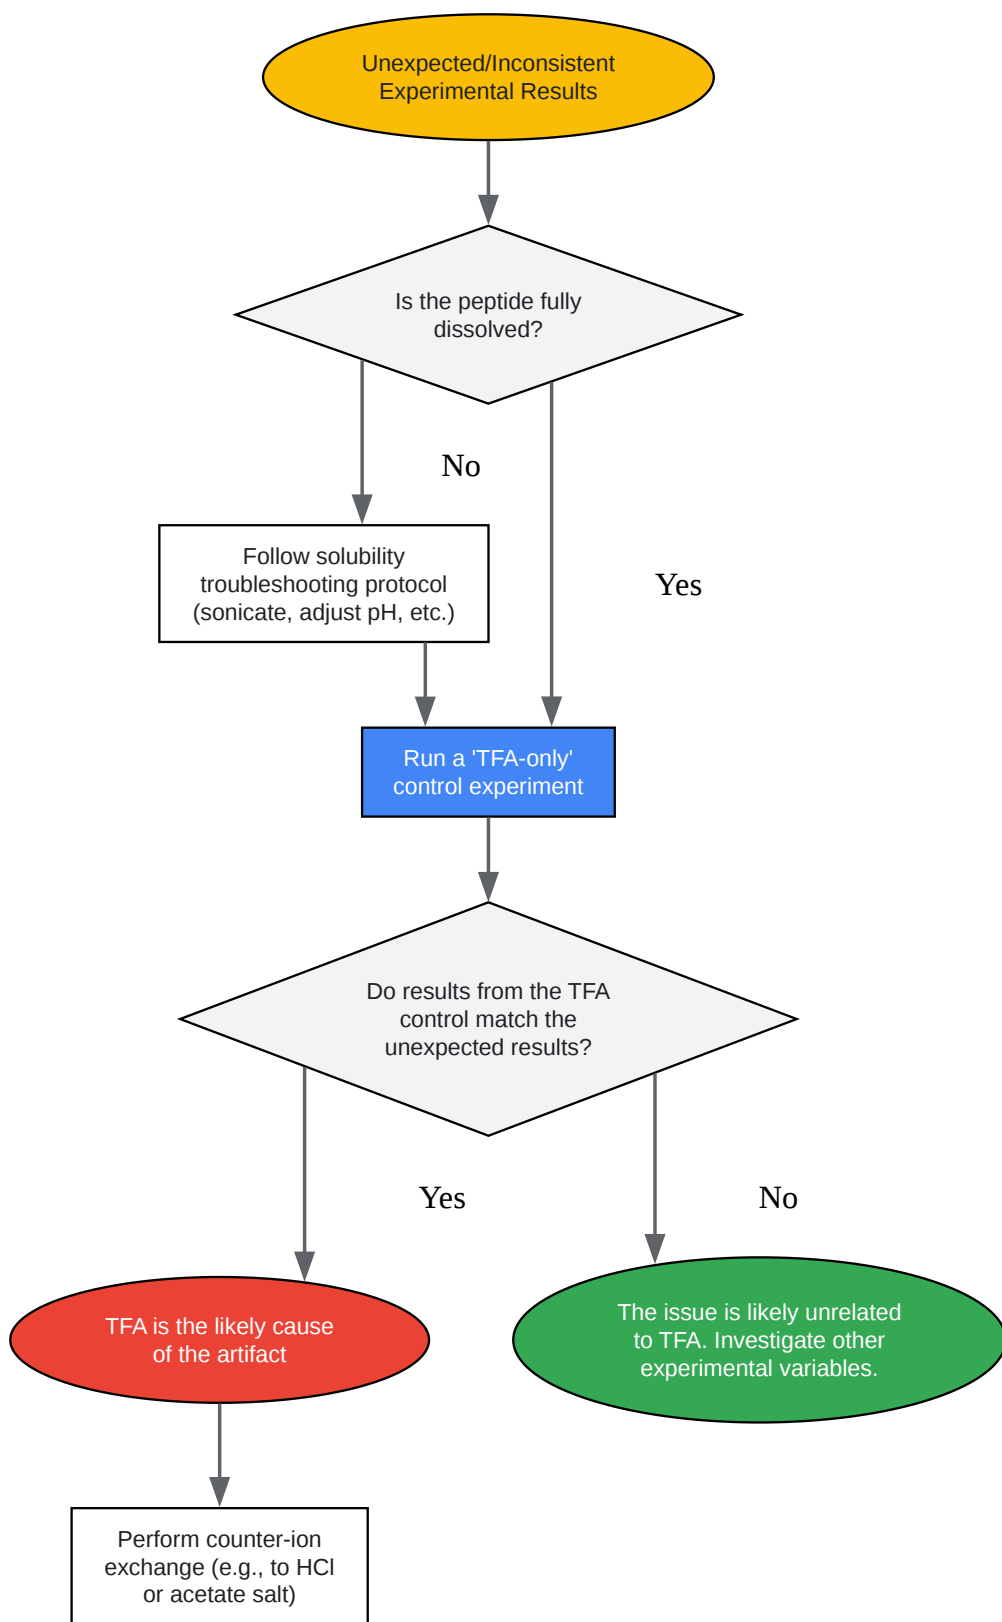 Unexpected/Inconsistent
Experimental Results
Is the peptide fully
dissolved?
No
Follow solubility
troubleshooting protocol
(sonicate, adjust pH, etc.)
Yes
Run a 'TFA-only'
control experiment
Do results from the TFA
control match the
unexpected results?
Yes
No
TFA is the likely cause
of the artifact
The issue is likely unrelated
to TFA. Investigate other
experimental variables.
Perform counter-ion
exchange (e.g., to HCl
or acetate salt)